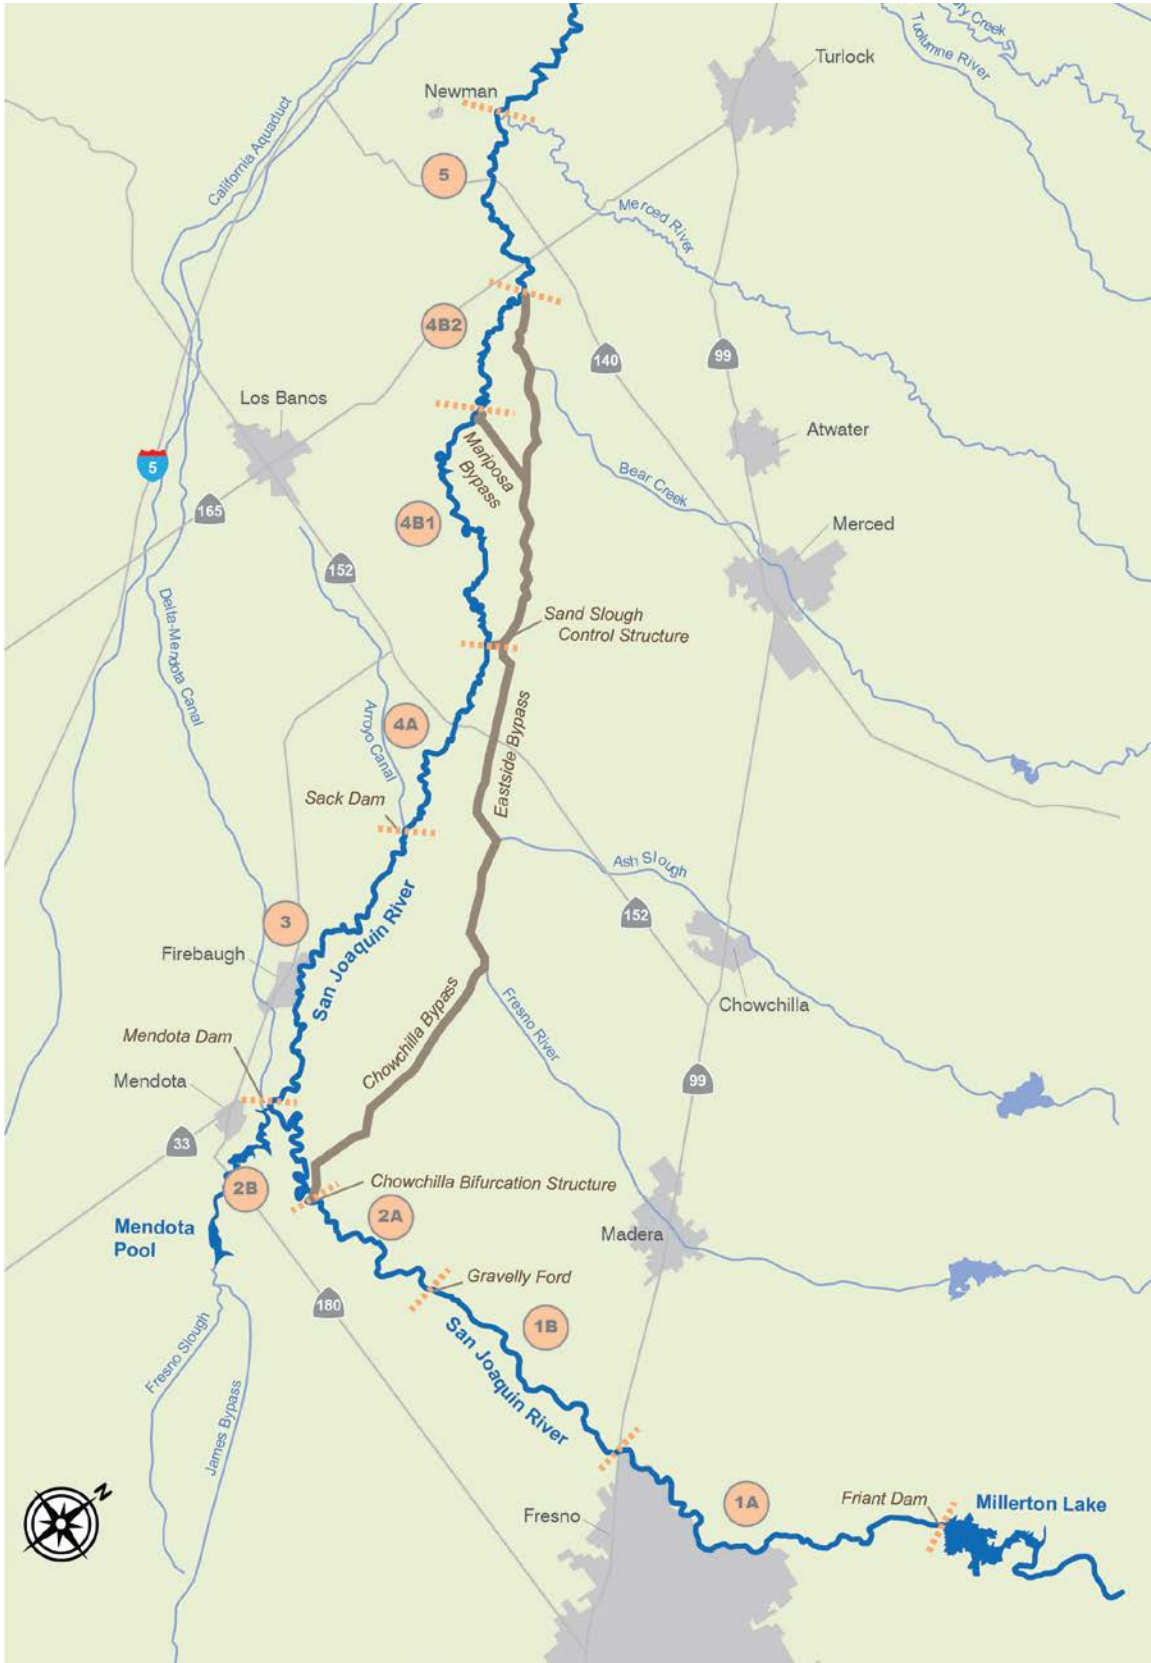 ry Creek
Tuolumne River
Turlock
Newman
California Aquaduct
5
Merced River
4B2
140
99
Los Banos
Atwater
5
Mariposa
Bypass
Bear Creek
165
4B1
Merced
152
Delta-Mendota Canal
Sand Slough
Control Structure
Arroyo Canal
4A
Eastside Bypass
Sack Dam
Ash Slough
3
152
Firebaugh
San Joaquin River
Chowchilla Bypass
Fresno River
Chowchilla
Mendota Dam
Mendota
99
33
2B
Chowchilla Bifurcation Structure
2A
Mendota
Pool
Madera
Gravelly Ford
180
1B
Fresno Slough
San Joaquin River
James Bypass
N
Fresno
1A
Friant Dam
Millerton Lake